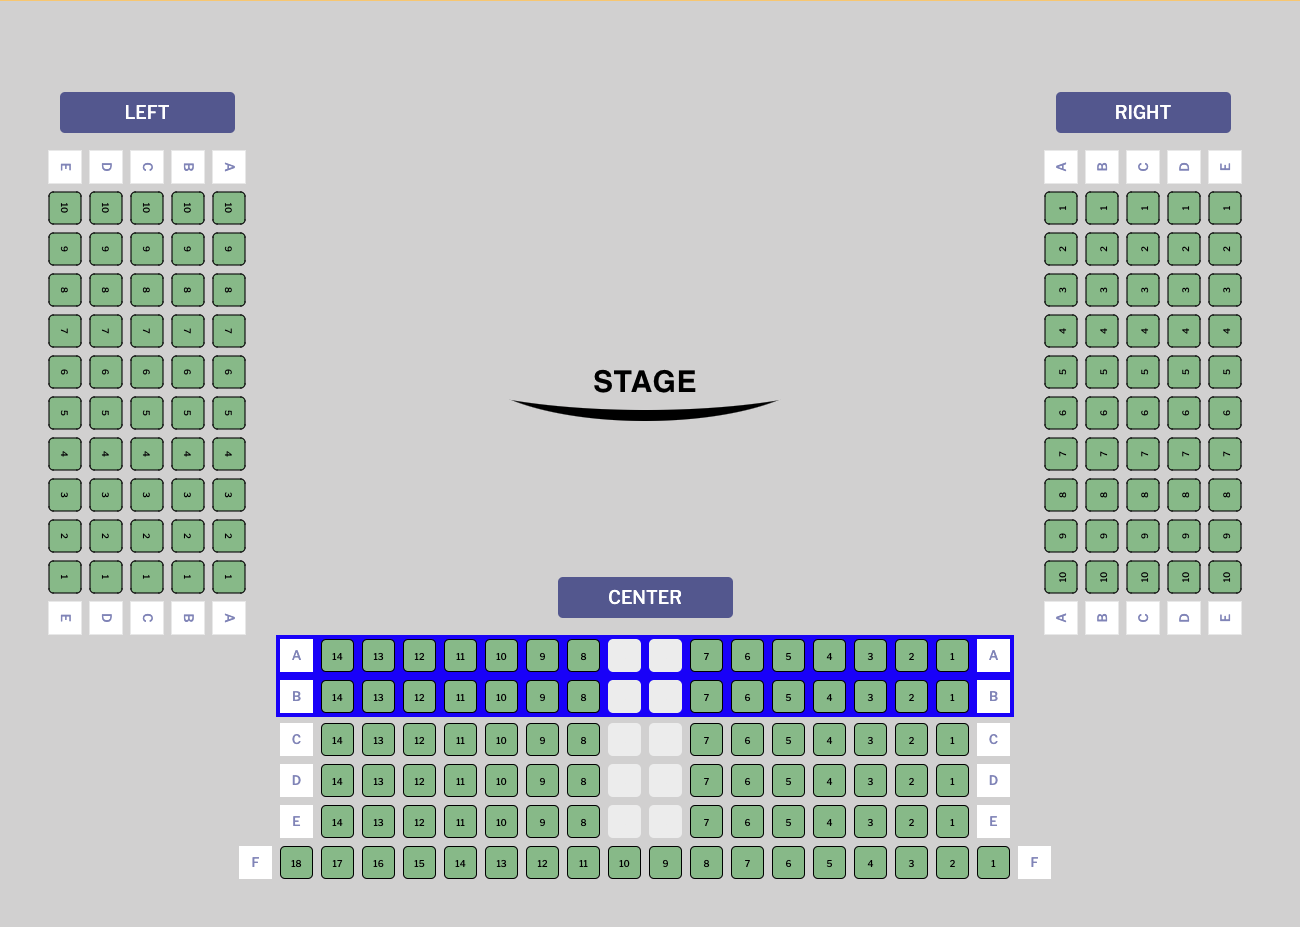 LEFT
RIGHT
E D C B A
A B C D E
10 10 10 10 10
1 1 1 1 1
9 9 9 9 9
2 2 2 2 2
8 8 8 8 8
3 3 3 3 3
7 7 7 7 7
4 4 4 4 4
6 6 6 6 6
5 5 5 5 5
STAGE
5 5 5 5 5
6 6 6 6 6
4 4 4 4 4
7 7 7 7 7
3 3 3 3 3
8 8 8 8 8
2 2 2 2 2
9 9 9 9 9
1 1 1 1 1
10 10 10 10 10
CENTER
E D C B A
A B C D E
A 14 13 12 11 10 9 8 7 6 5 4 3 2 1 A
B 14 13 12 11 10 9 8 7 6 5 4 3 2 1 B
C 14 13 12 11 10 9 8 7 6 5 4 3 2 1 C
D 14 13 12 11 10 9 8 7 6 5 4 3 2 1 D
E 14 13 12 11 10 9 8 7 6 5 4 3 2 1 E
F 18 17 16 15 14 13 12 11 10 9 8 7 6 5 4 3 2 1 F